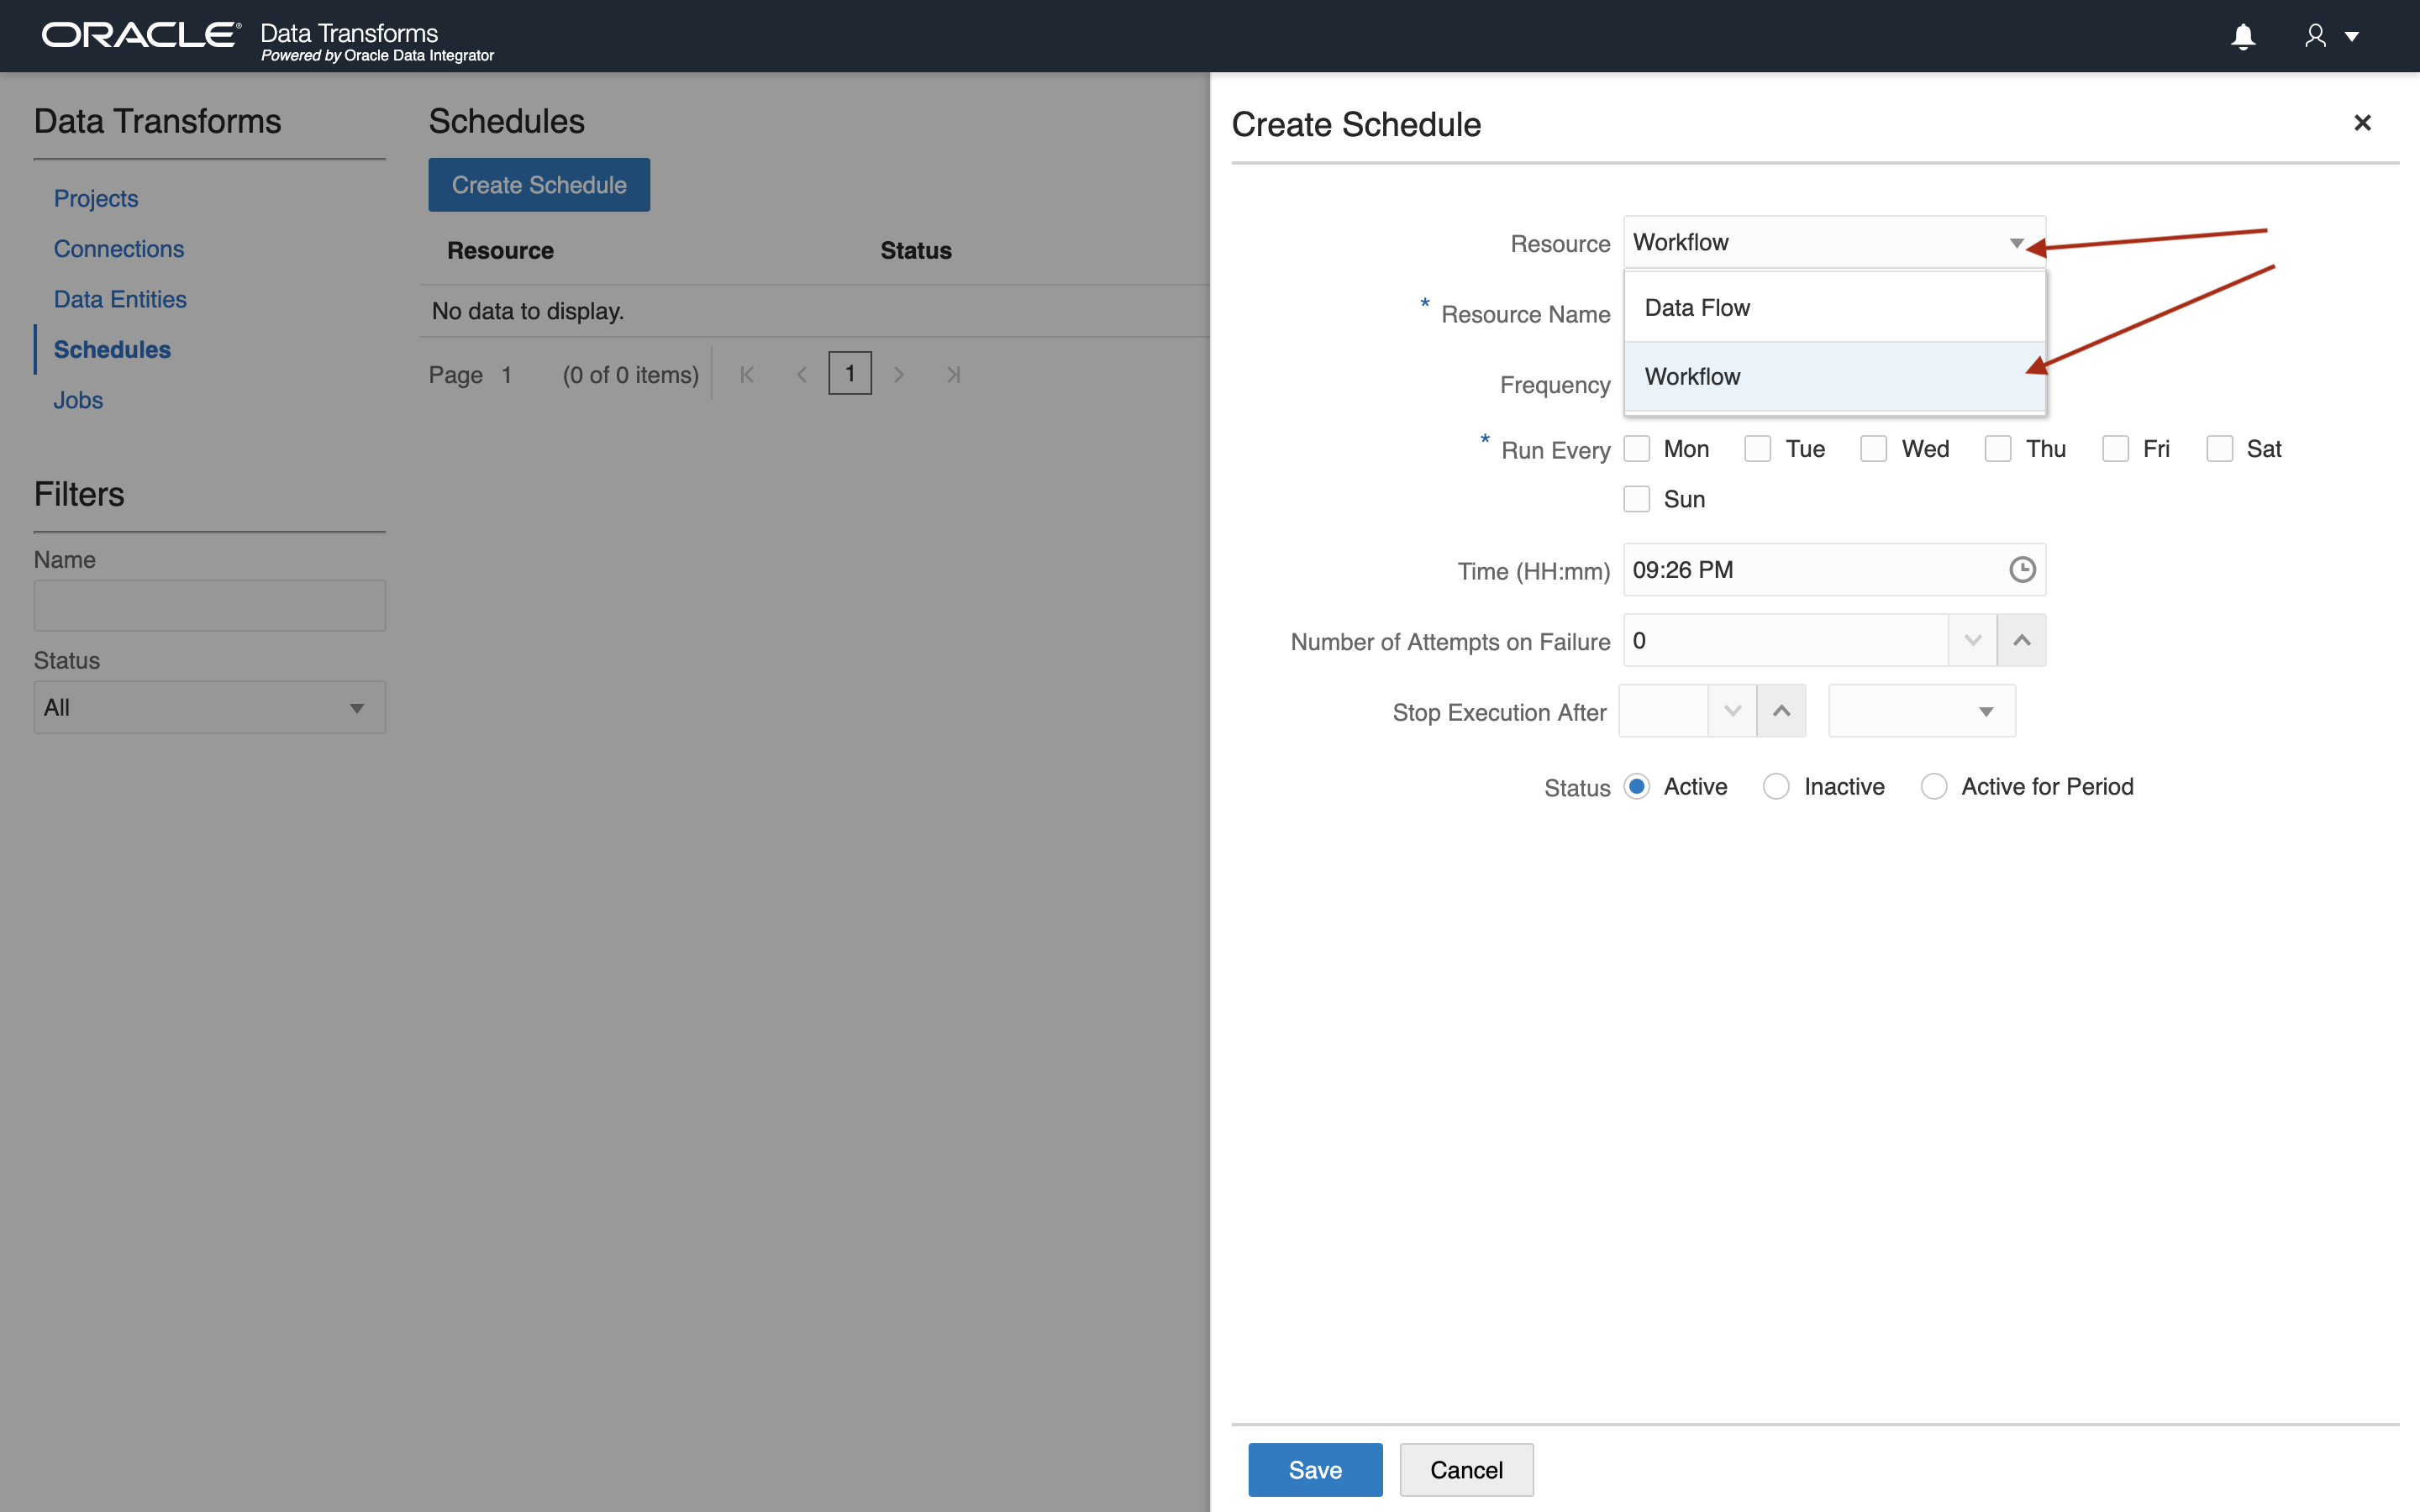 ORACLE® Data Transforms
Powered by Oracle Data Integrator
Data Transforms
Projects
Connections
Data Entities
Schedules
Jobs
Filters
Name
Status
All
Schedules
Create Schedule
Resource Status
No data to display.
Page 1 (0 of 0 items) 1
Create Schedule
Resource Workflow
Data Flow
Workflow
* Resource Name
Frequency
* Run Every Mon Tue Wed Thu Fri Sat
Sun
Time (HH:mm) 09:26 PM
Number of Attempts on Failure 0
Stop Execution After
Status Active Inactive Active for Period
Save Cancel